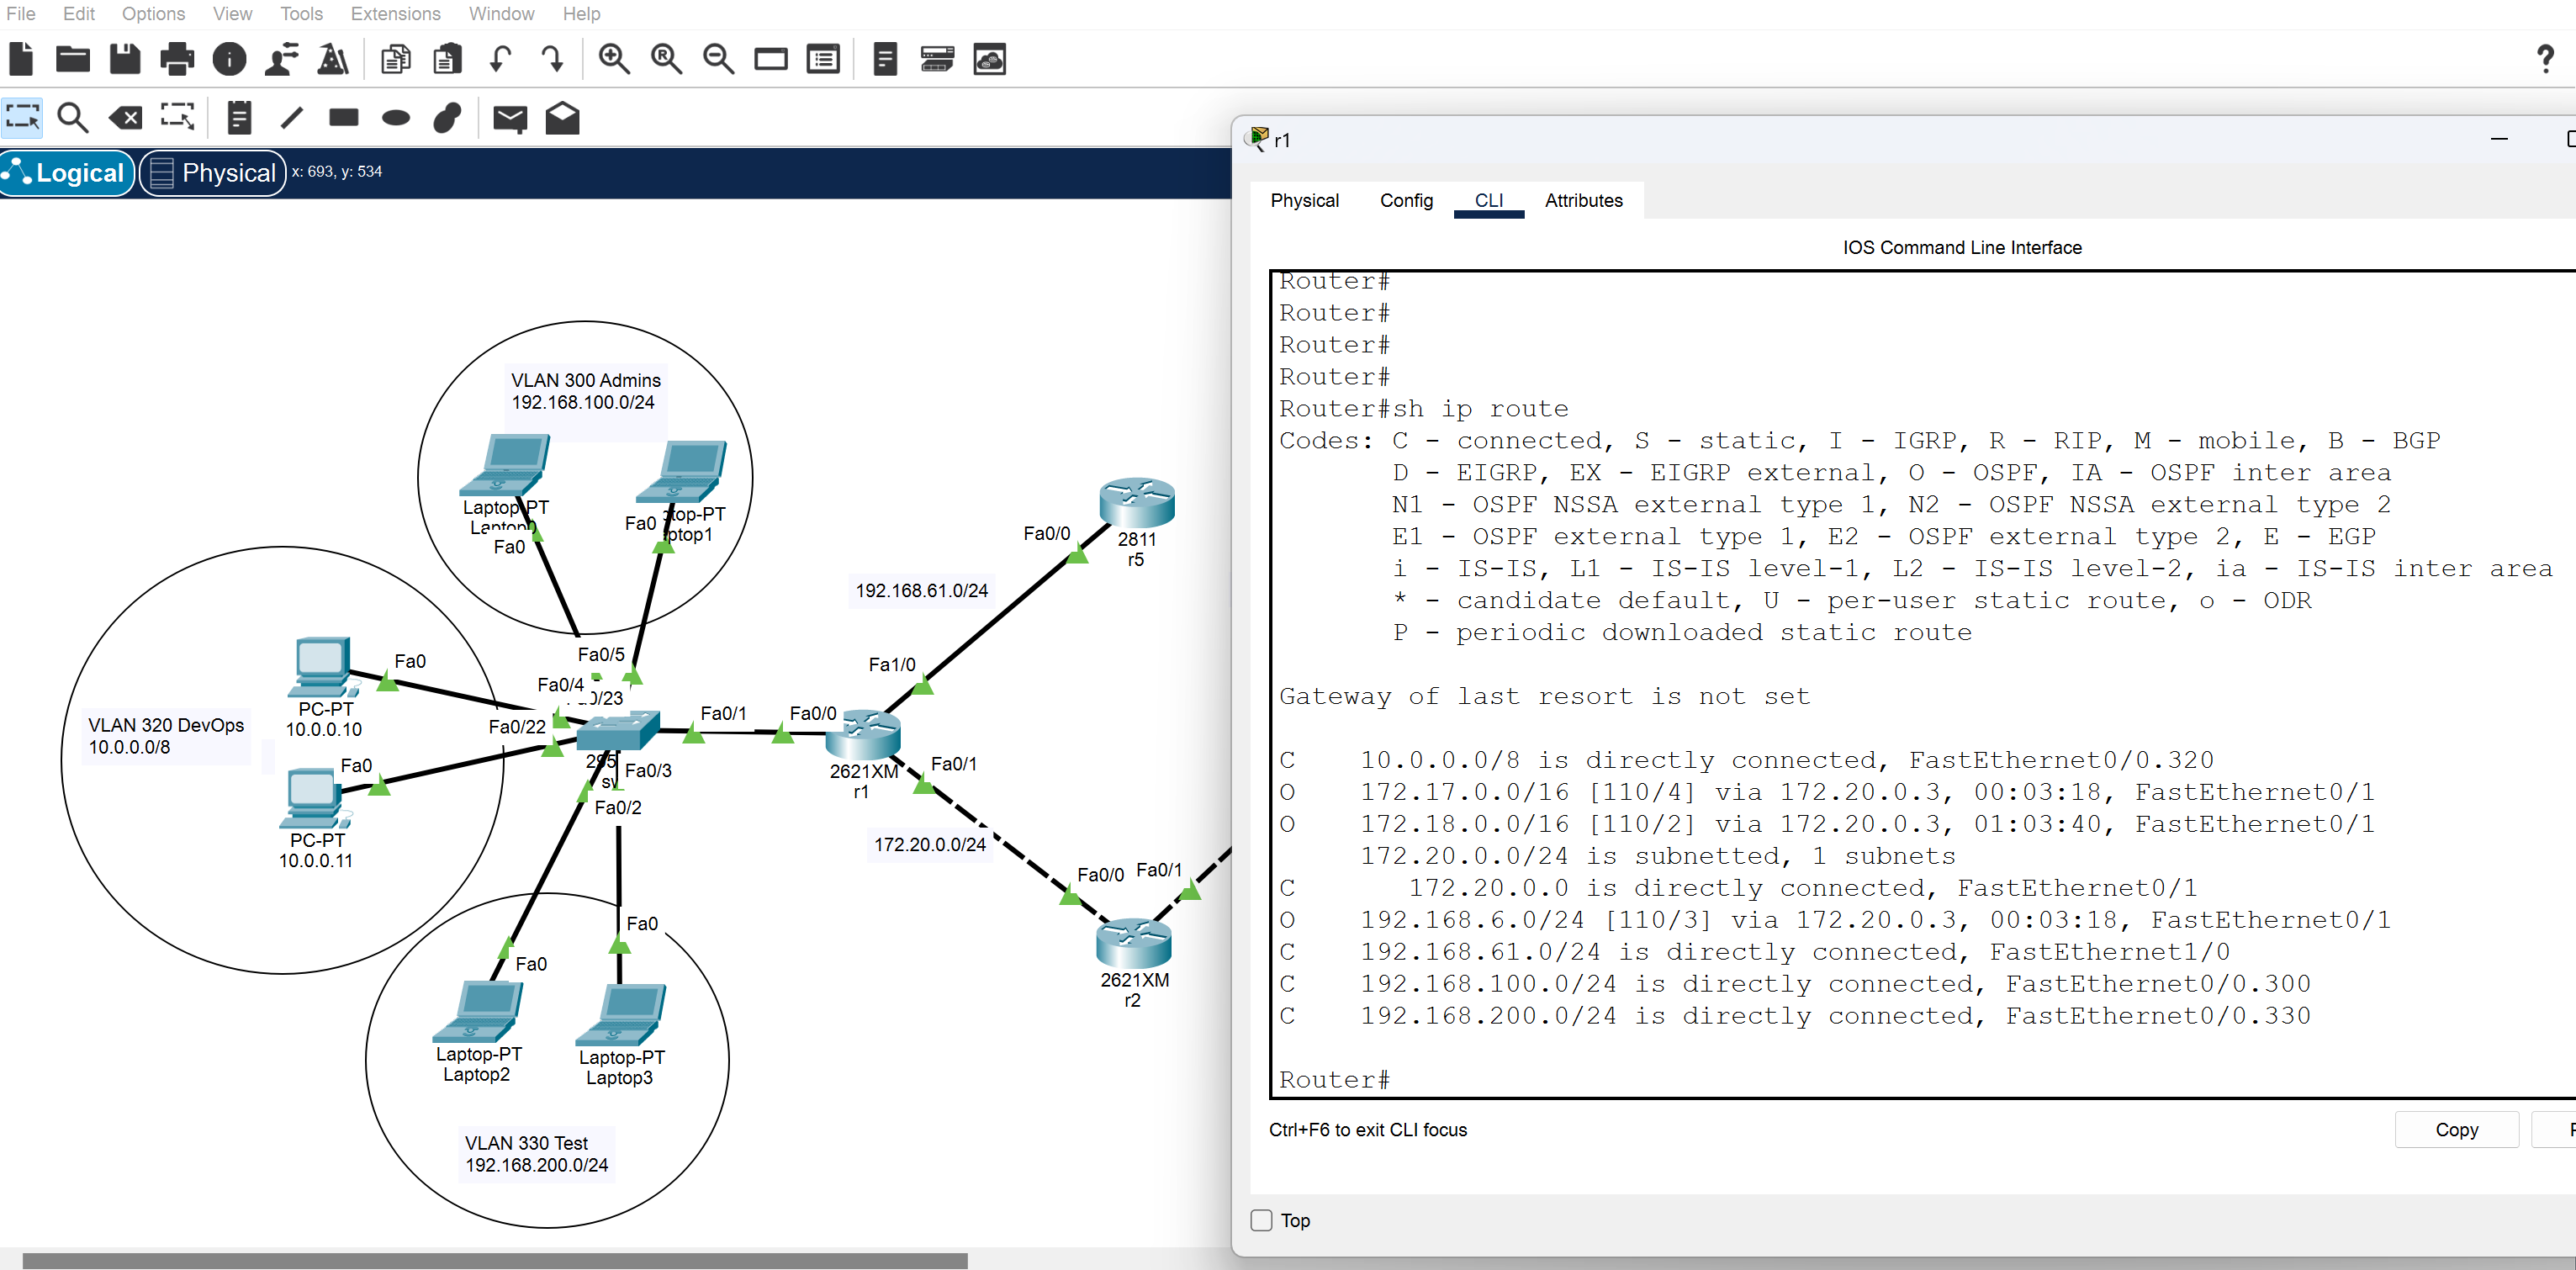 File Edit Options View Tools Extensions Window Help
?
Logical Physical x: 693, y: 534
r1
Physical Config CLI Attributes
IOS Command Line Interface
Router#
Router#
Router#
Router#
Router#sh ip route
Codes: C - connected, S - static, I - IGRP, R - RIP, M - mobile, B - BGP
D - EIGRP, EX - EIGRP external, O - OSPF, IA - OSPF inter area
N1 - OSPF NSSA external type 1, N2 - OSPF NSSA external type 2
E1 - OSPF external type 1, E2 - OSPF external type 2, E - EGP
i - IS-IS, L1 - IS-IS level-1, L2 - IS-IS level-2, ia - IS-IS inter area
* - candidate default, U - per-user static route, o - ODR
P - periodic downloaded static route
Gateway of last resort is not set
C 10.0.0.0/8 is directly connected, FastEthernet0/0.320
O 172.17.0.0/16 [110/4] via 172.20.0.3, 00:03:18, FastEthernet0/1
O 172.18.0.0/16 [110/2] via 172.20.0.3, 01:03:40, FastEthernet0/1
172.20.0.0/24 is subnetted, 1 subnets
C 172.20.0.0 is directly connected, FastEthernet0/1
O 192.168.6.0/24 [110/3] via 172.20.0.3, 00:03:18, FastEthernet0/1
C 192.168.61.0/24 is directly connected, FastEthernet1/0
C 192.168.100.0/24 is directly connected, FastEthernet0/0.300
C 192.168.200.0/24 is directly connected, FastEthernet0/0.330
Router#
Ctrl+F6 to exit CLI focus
Copy
Top
VLAN 300 Admins
192.168.100.0/24
Laptop-PT
Laptop0
Fa0
Fa0
top-PT
ptop1
VLAN 320 DevOps
10.0.0.0/8
PC-PT
10.0.0.10
Fa0
PC-PT
10.0.0.11
Fa0
Fa0/5
Fa0/4
0/23
Fa0/22
295
sw
Fa0/3
Fa0/2
Fa0/1
Fa0/0
2621XM
r1
Fa1/0
192.168.61.0/24
Fa0/0
2811
r5
Fa0/1
172.20.0.0/24
Fa0/0
Fa0/1
2621XM
r2
Fa0
Fa0
Laptop-PT
Laptop2
Laptop-PT
Laptop3
VLAN 330 Test
192.168.200.0/24